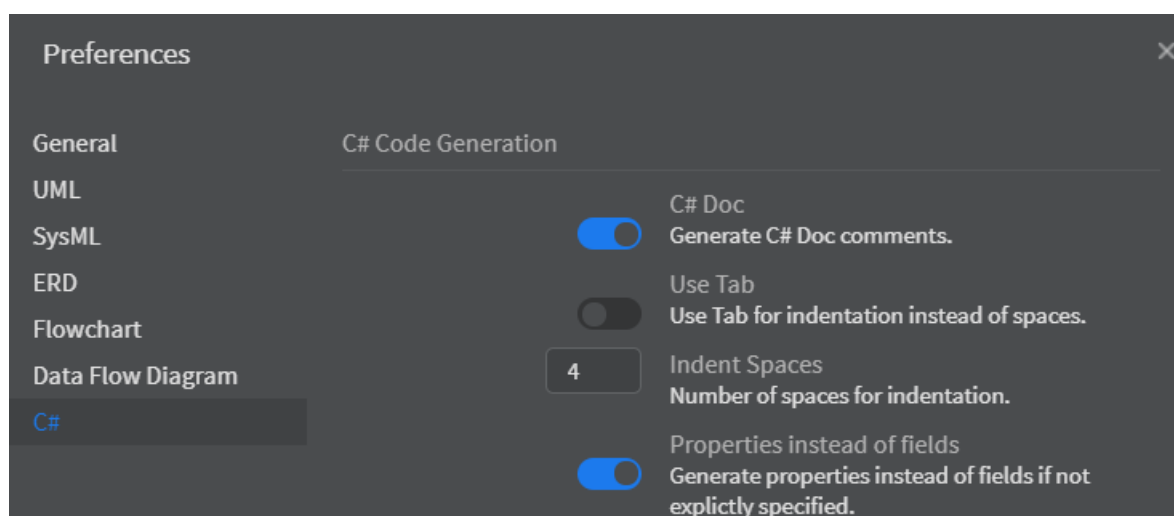 Preferences
×
General
UML
SysML
ERD
Flowchart
Data Flow Diagram
C#
C# Code Generation
C# Doc
Generate C# Doc comments.
Use Tab
Use Tab for indentation instead of spaces.
4
Indent Spaces
Number of spaces for indentation.
Properties instead of fields
Generate properties instead of fields if not
explictly specified.